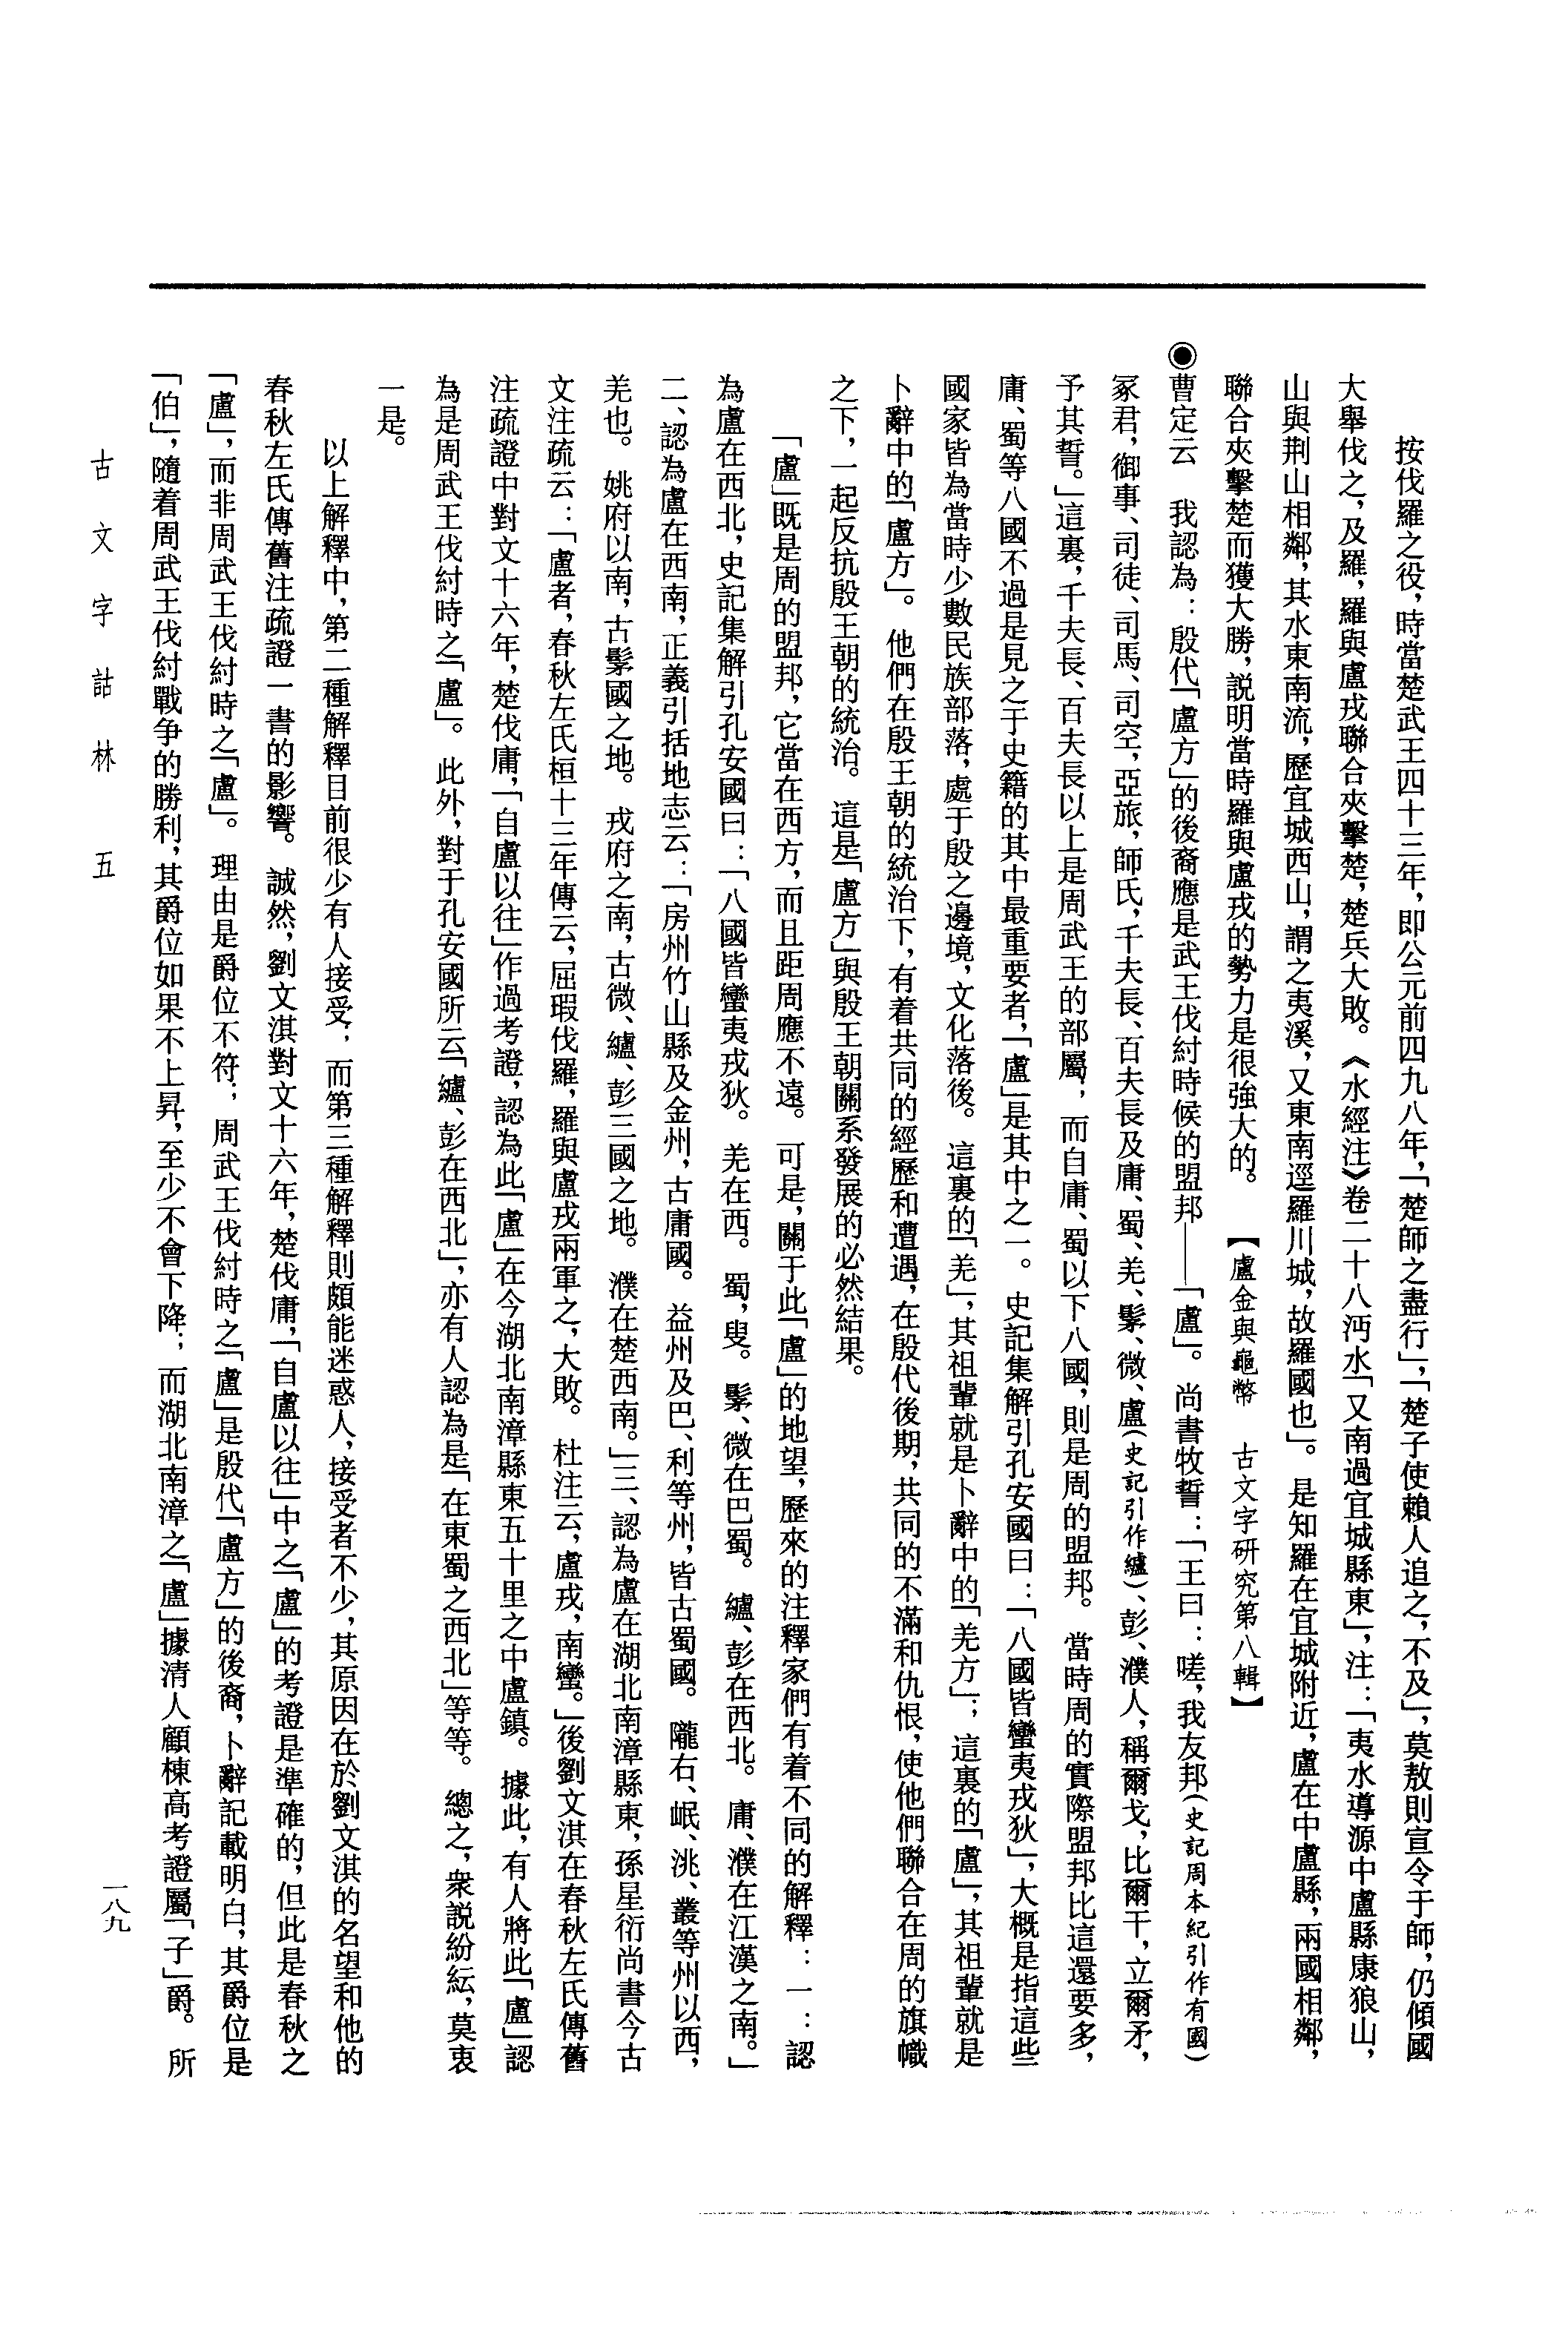 按伐羅之役，時當楚武王四十三年，即公元前四九八年，「楚師之盡行」，「楚子使賴人追之，不及」，莫敖則宣令于師，仍傾國
大舉伐之，及羅，羅與盧戎聯合夾擊楚，楚兵大敗。《水經注》卷二十八沔水「又南過宜城縣東」，注：「夷水導源中盧縣康狼山，
山與荆山相鄰，其水東南流，歷宜城西山，謂之夷溪，又東南逕羅川城，故羅國也」。是知羅在宜城附近，盧在中盧縣，兩國相鄰，
聯合夾擊楚而獲大勝，説明當時羅與盧戎的勢力是很強大的。　【盧金與黽幣　古文字研究第八輯】
◉曹定云　我認為：殷代「盧方」的後裔應是武王伐紂時候的盟邦——「盧」。尚書牧誓：「王曰：嗟，我友邦（史記周本紀引作有國）
冢君，御事、司徒、司馬、司空，亞旅，師氏，千夫長、百夫長及庸、蜀、羌、髳、微、盧（史記引作纑）、彭、濮人，稱爾戈，比爾干，立爾矛，
予其誓。」這裏，千夫長、百夫長以上是周武王的部屬；而自庸、蜀以下八國，則是周的盟邦。當時周的實際盟邦比這還要多，
庸、蜀等八國不過是見之于史籍的其中最重要者，「盧」是其中之一。史記集解引孔安國曰：「八國皆蠻夷戎狄」，大概是指這些
國家皆為當時少數民族部落，處于殷之邊境，文化落後。這裏的「羌」，其祖輩就是卜辭中的「羌方」；這裏的「盧」，其祖輩就是
卜辭中的「盧方」。他們在殷王朝的統治下，有着共同的經歷和遭遇，在殷代後期，共同的不滿和仇恨，使他們聯合在周的旗幟
之下，一起反抗殷王朝的統治。這是「盧方」與殷王朝關系發展的必然結果。
「盧」既是周的盟邦，它當在西方，而且距周應不遠。可是，關于此「盧」的地望，歷來的注釋家們有着不同的解釋：一：認
為盧在西北，史記集解引孔安國曰：「八國皆蠻夷戎狄。羌在西。蜀，叟。髳、微在巴蜀。纑、彭在西北。庸、濮在江漢之南。」
二、認為盧在西南，正義引括地志云：「房州竹山縣及金州，古庸國。益州及巴、利等州，皆古蜀國。隴右、岷、洮、叢等州以西，
羌也。姚府以南，古髳國之地。戎府之南，古微、纑、彭三國之地。濮在楚西南。」三、認為盧在湖北南漳縣東，孫星衍尚書今古
文注疏云：「盧者，春秋左氏桓十三年傳云，屈瑕伐羅，羅與盧戎兩軍之，大敗。杜注云，盧戎，南蠻。」後劉文淇在春秋左氏傳舊
注疏證中對文十六年，楚伐庸，「自盧以往」作過考證，認為此「盧」在今湖北南漳縣東五十里之中盧鎮。據此，有人將此「盧」認
為是周武王伐紂時之「盧」。此外，對于孔安國所云「纑、彭在西北」，亦有人認為是「在東蜀之西北」等等。總之，衆説紛紜，莫衷
一是。
以上解釋中，第二種解釋目前很少有人接受；而第三種解釋則頗能迷惑人，接受者不少，其原因在於劉文淇的名望和他的
春秋左氏傳舊注疏證一書的影響。誠然，劉文淇對文十六年，楚伐庸，「自盧以往」中之「盧」的考證是準確的，但此是春秋之
「盧」，而非周武王伐紂時之「盧」。理由是爵位不符；周武王伐紂時之「盧」是殷代「盧方」的後裔，卜辭記載明白，其爵位是
「伯」，隨着周武王伐紂戰争的勝利，其爵位如果不上昇，至少不會下降；而湖北南漳之「盧」據清人顧棟高考證屬「子」爵。所
古文字詁林　五
一八九